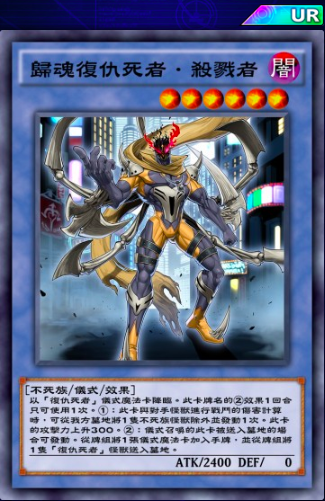 UR
歸魂復仇死者・殺戮者
闇
[不死族/儀式/效果]
以「復仇死者」儀式魔法卡降臨。此卡牌名的②效果1回合
只可使用1次。①：此卡與對手怪獸進行戰鬥的傷害計算
時，可從我方墓地將1隻不死族怪獸除外並發動1次。此卡
的攻擊力上升300。②：儀式召喚的此卡被送入墓地的場
合可發動。從牌組將1張儀式魔法卡加入手牌，並從牌組將
1隻「復仇死者」怪獸送入墓地。
ATK/2400 DEF/ 0